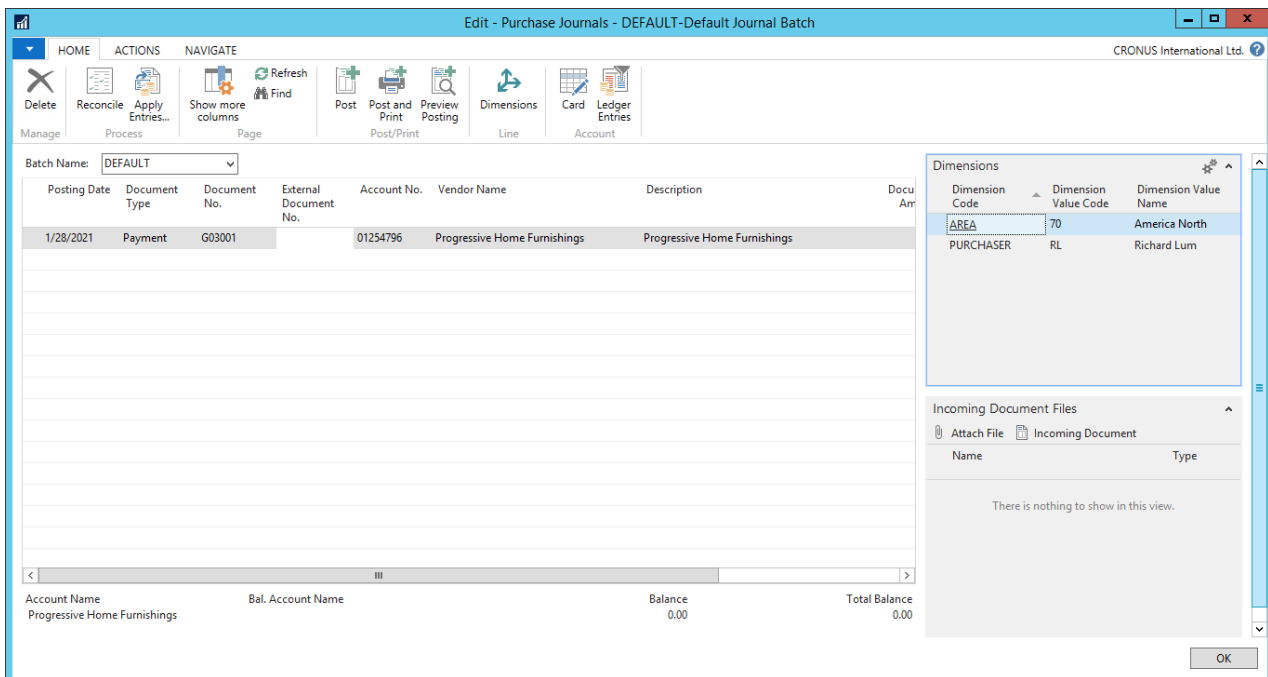 Edit - Purchase Journals - DEFAULT-Default Journal Batch
HOME ACTIONS NAVIGATE
CRONUS International Ltd.
Delete
Reconcile
Apply Entries...
Show more columns
Refresh
Find
Post
Post and Print
Preview Posting
Dimensions
Card
Ledger Entries
Manage Process Page Post/Print Line Account
Batch Name: DEFAULT
Posting Date Document Type Document No. External Document No. Account No. Vendor Name Description Docu Am
1/28/2021 Payment G03001 01254796 Progressive Home Furnishings Progressive Home Furnishings
Account Name Bal. Account Name Balance Total Balance
Progressive Home Furnishings 0.00 0.00
Dimensions
Dimension Code Dimension Value Code Dimension Value Name
AREA 70 America North
PURCHASER RL Richard Lum
Incoming Document Files
Attach File Incoming Document
Name Type
There is nothing to show in this view.
OK